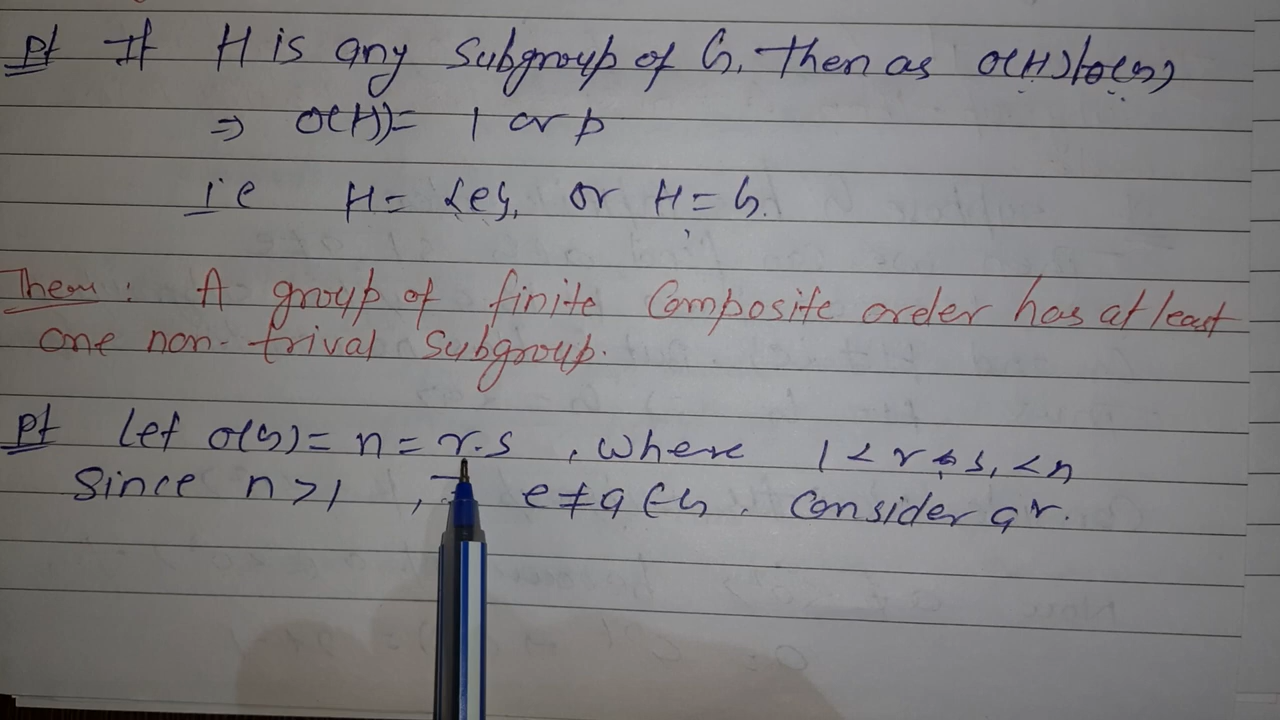 Pf If H is any Subgroup of G, then as O(H)/O(G)
⇒ O(H)= 1 or p
i.e H= {e}, or H= G.
Them: A group of finite Composite order has at least
one non-trival Subgroup.
Pf Let O(G)= n = r.s , where 1 < r & s, < n
Since n>1 , e≠a∈G. Consider a^r.